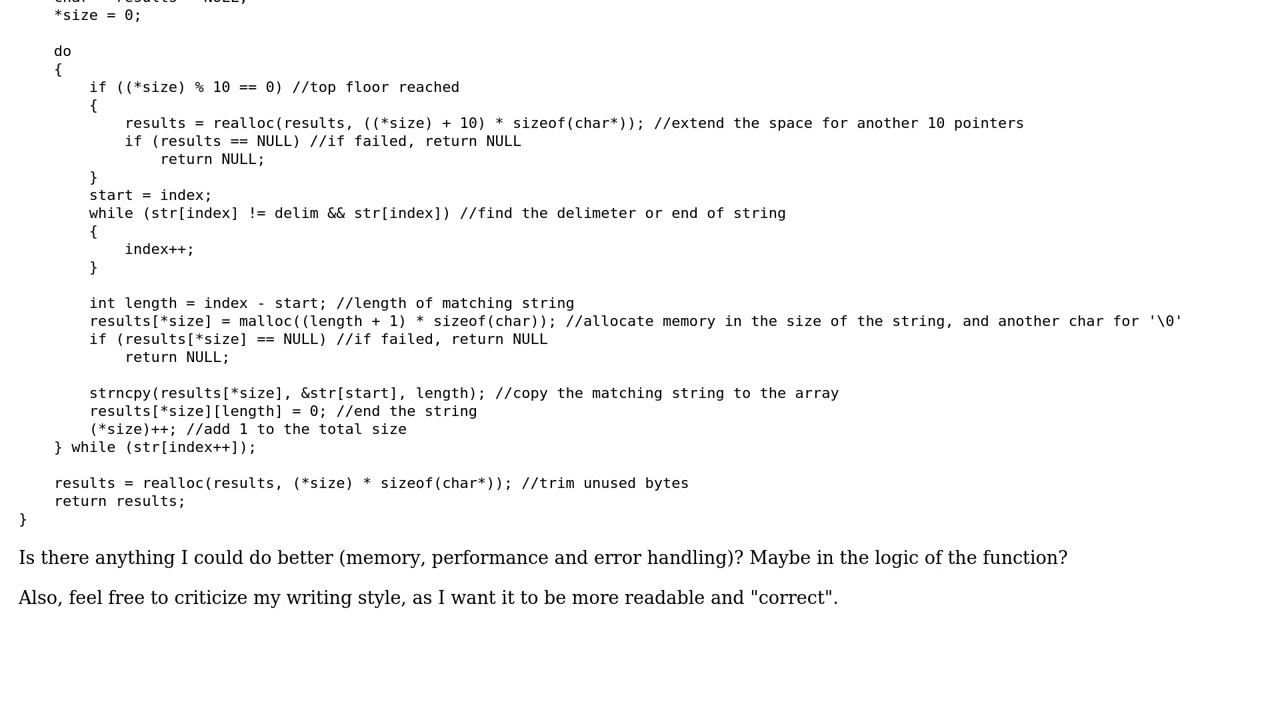 *size = 0;
do
{
if ((*size) % 10 == 0) //top floor reached
{
results = realloc(results, ((*size) + 10) * sizeof(char*)); //extend the space for another 10 pointers
if (results == NULL) //if failed, return NULL
return NULL;
}
start = index;
while (str[index] != delim && str[index]) //find the delimeter or end of string
{
index++;
}
int length = index - start; //length of matching string
results[*size] = malloc((length + 1) * sizeof(char)); //allocate memory in the size of the string, and another char for '\0'
if (results[*size] == NULL) //if failed, return NULL
return NULL;
strncpy(results[*size], &str[start], length); //copy the matching string to the array
results[*size][length] = 0; //end the string
(*size)++; //add 1 to the total size
} while (str[index++]);
results = realloc(results, (*size) * sizeof(char*)); //trim unused bytes
return results;
}
Is there anything I could do better (memory, performance and error handling)? Maybe in the logic of the function?
Also, feel free to criticize my writing style, as I want it to be more readable and "correct".